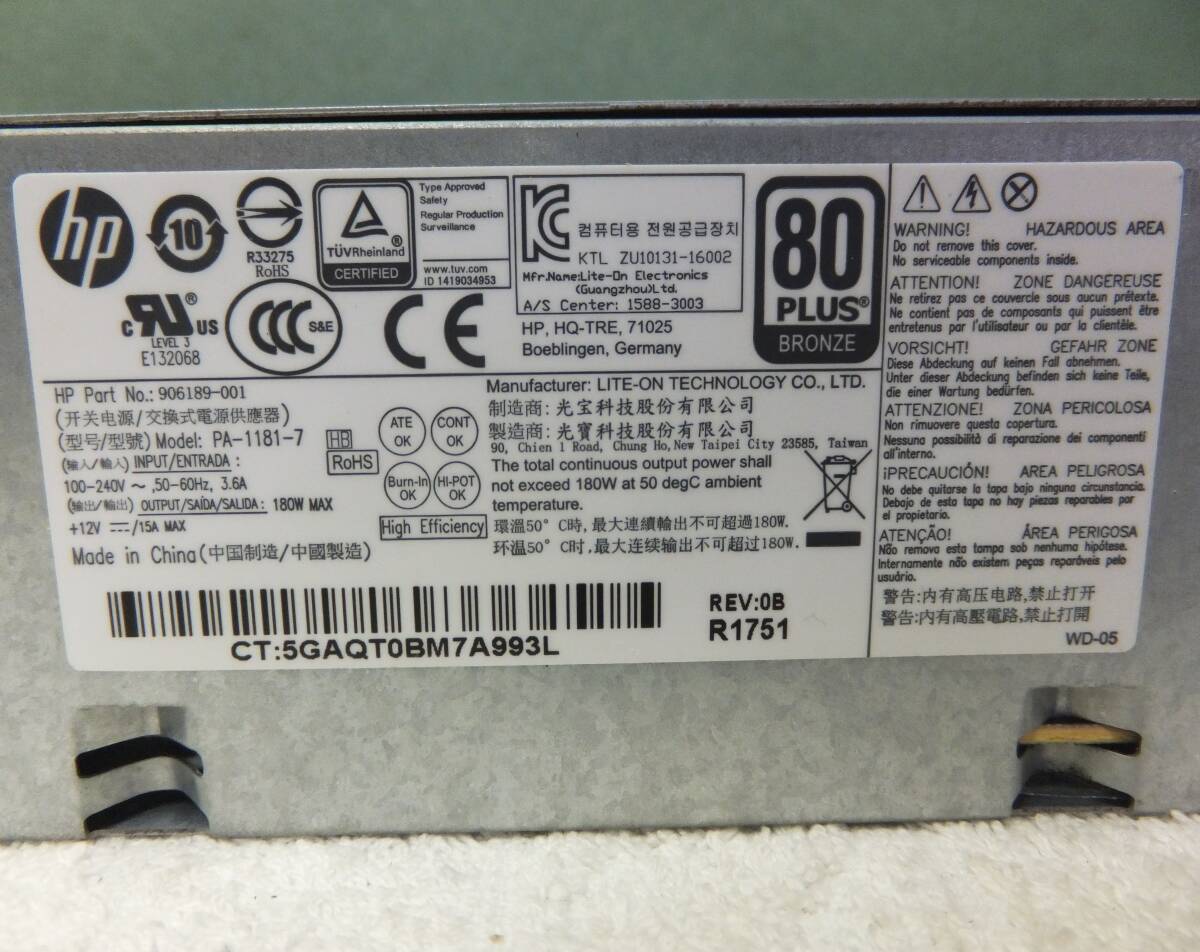 hp
10
R33275
RoHS
TÜVRheinland®
CERTIFIED
Type Approved
Safety
Regular Production
Surveillance
www.tuv.com
ID 1419034953
컴퓨터용 전원공급장치
KTL ZU10131-16002
Mfr.Name:Lite-On Electronics
(Guangzhou)Ltd.
A/S Center: 1588-3003
80
PLUS®
BRONZE
c RU ® US
LEVEL 3
E132068
CCC S&E
CE
HP, HQ-TRE, 71025
Boeblingen, Germany
HP Part No.: 906189-001
(开关电源/交換式電源供應器)
(型号/型號) Model: PA-1181-7
HB
RoHS
(输入/輸入) INPUT/ENTRADA :
100-240V ~ ,50-60Hz, 3.6A
(输出/輸出) OUTPUT/SAÍDA/SALIDA: 180W MAX
+12V ⎓/15A MAX
Made in China(中国制造/中國製造)
ATE OK
CONT OK
Burn-In OK
HI-POT OK
High Efficiency
Manufacturer: LITE-ON TECHNOLOGY CO., LTD.
制造商: 光宝科技股份有限公司
製造商: 光寶科技股份有限公司
90, Chien 1 Road, Chung Ho,New Taipei City 23585, Taiwan
The total continuous output power shall
not exceed 180W at 50 degC ambient
temperature.
環溫50° C時,最大連續輸出不可超過180W.
环温50° C时,最大连续输出不可超过180W.
CT:5GAQT0BM7A993L
REV:0B
R1751
WARNING! HAZARDOUS AREA
Do not remove this cover.
No serviceable components inside.
ATTENTION! ZONE DANGEREUSE
Ne retirez pas ce couvercle sous aucun prétexte.
Ne contient pas de composants qui puissent être
entretenus par l'utilisateur ou par la clientèle.
VORSICHT! GEFAHR ZONE
Diese Abdeckung auf keinen Fall abnehmen.
Unter dieser Abdeckung befinden sich keine Teile,
die einer Wartung bedürfen.
ATTENZIONE! ZONA PERICOLOSA
Non rimuovere questa copertura.
Nessuna possibilità di reparazione dei componenti
all'interno.
¡PRECAUCIÓN! AREA PELIGROSA
No debe quitarse la tapa bajo ninguna circunstancia.
Debajo de esta tapa no hay piezas reparables por
el propietario.
ATENÇÃO! ÁREA PERIGOSA
Não remova esta tampa sob nenhuma hipótese.
Internamente não existem peças reparáveis pelo
usuário.
警告:内有高压电路,禁止打开
警告:內有高壓電路,禁止打開
WD-05